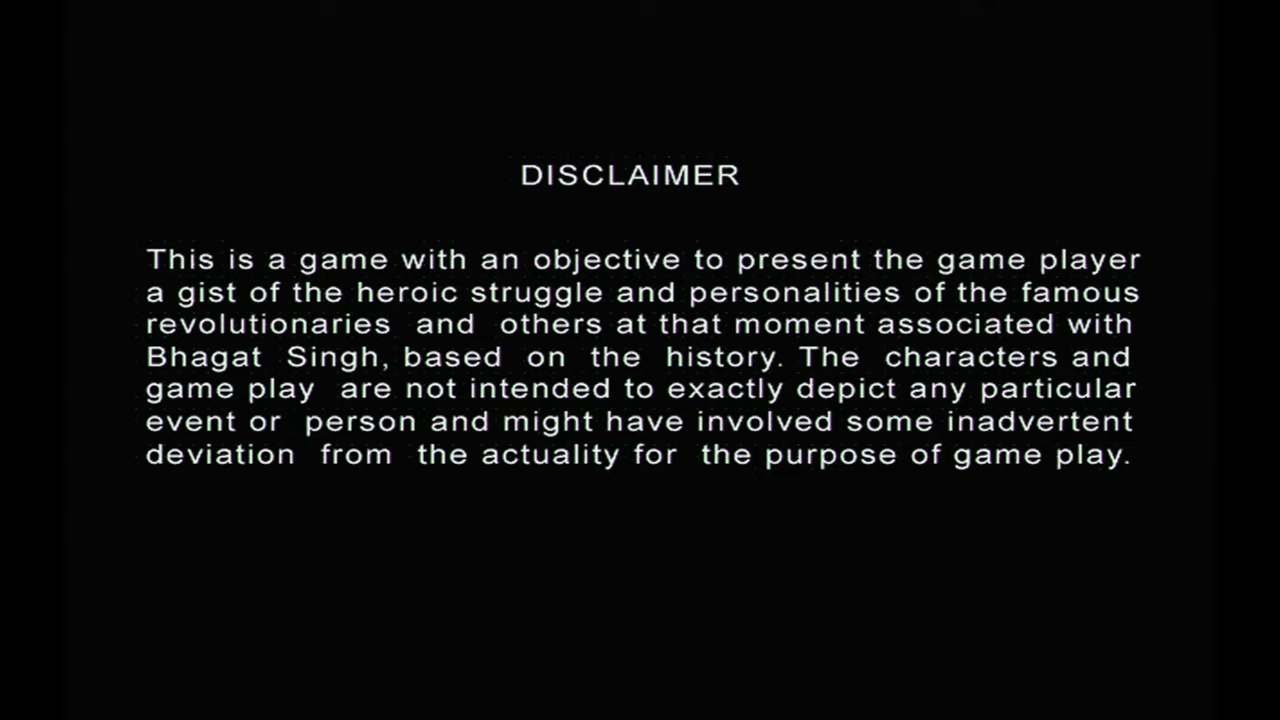 DISCLAIMER
This is a game with an objective to present the game player
a gist of the heroic struggle and personalities of the famous
revolutionaries and others at that moment associated with
Bhagat Singh, based on the history. The characters and
game play are not intended to exactly depict any particular
event or person and might have involved some inadvertent
deviation from the actuality for the purpose of game play.